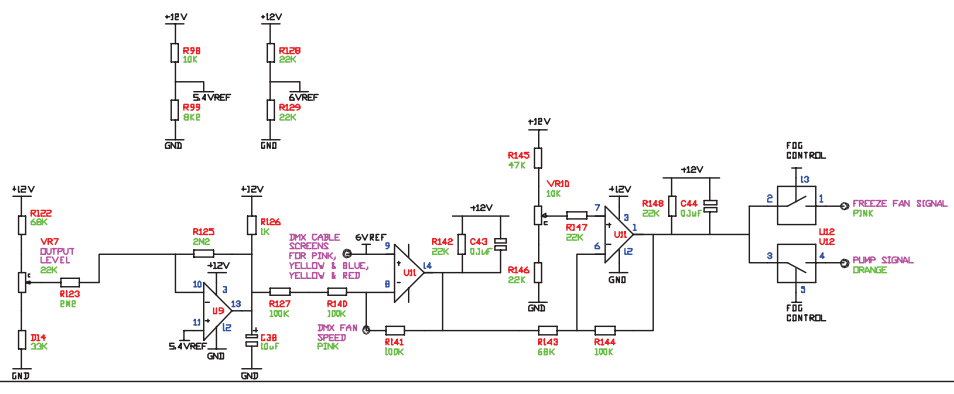 +12V
+12V
R98
10K
R128
22K
5.4VREF
6VREF
R99
8K2
R129
22K
GND
GND
+12V
R145
47K
VR10
10K
+12V
FOG
CONTROL
13
2
1
FREEZE FAN SIGNAL
PINK
R148
22K
C44
0.1uF
+12V
+12V
R122
68K
VR7
OUTPUT
LEVEL
22K
R123
2M2
R125
2M2
+12V
R126
1K
DMX CABLE
SCREENS
FOR PINK,
YELLOW & BLUE,
YELLOW & RED
6VREF
9
+12V
R142
22K
C43
0.1uF
U11
14
8
R147
22K
7
+12V
3
1
U11
6
12
GND
R146
22K
GND
U12
U12
3
4
PUMP SIGNAL
ORANGE
5
FOG
CONTROL
+12V
10
3
13
U9
11
12
5.4VREF
GND
R127
100K
R140
100K
C38
10uF
GND
DMX FAN
SPEED
PINK
R141
100K
R143
68K
R144
100K
D14
33K
GND